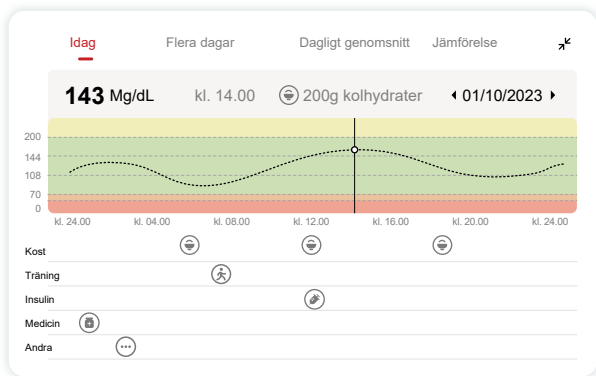 Idag Flera dagar Dagligt genomsnitt Jämförelse
143 Mg/dL kl. 14.00 200g kolhydrater 01/10/2023
200
144
108
70
0
kl. 24.00 kl. 04.00 kl. 08.00 kl. 12.00 kl. 16.00 kl. 20.00 kl. 24.00
Kost
Träning
Insulin
Medicin
Andra